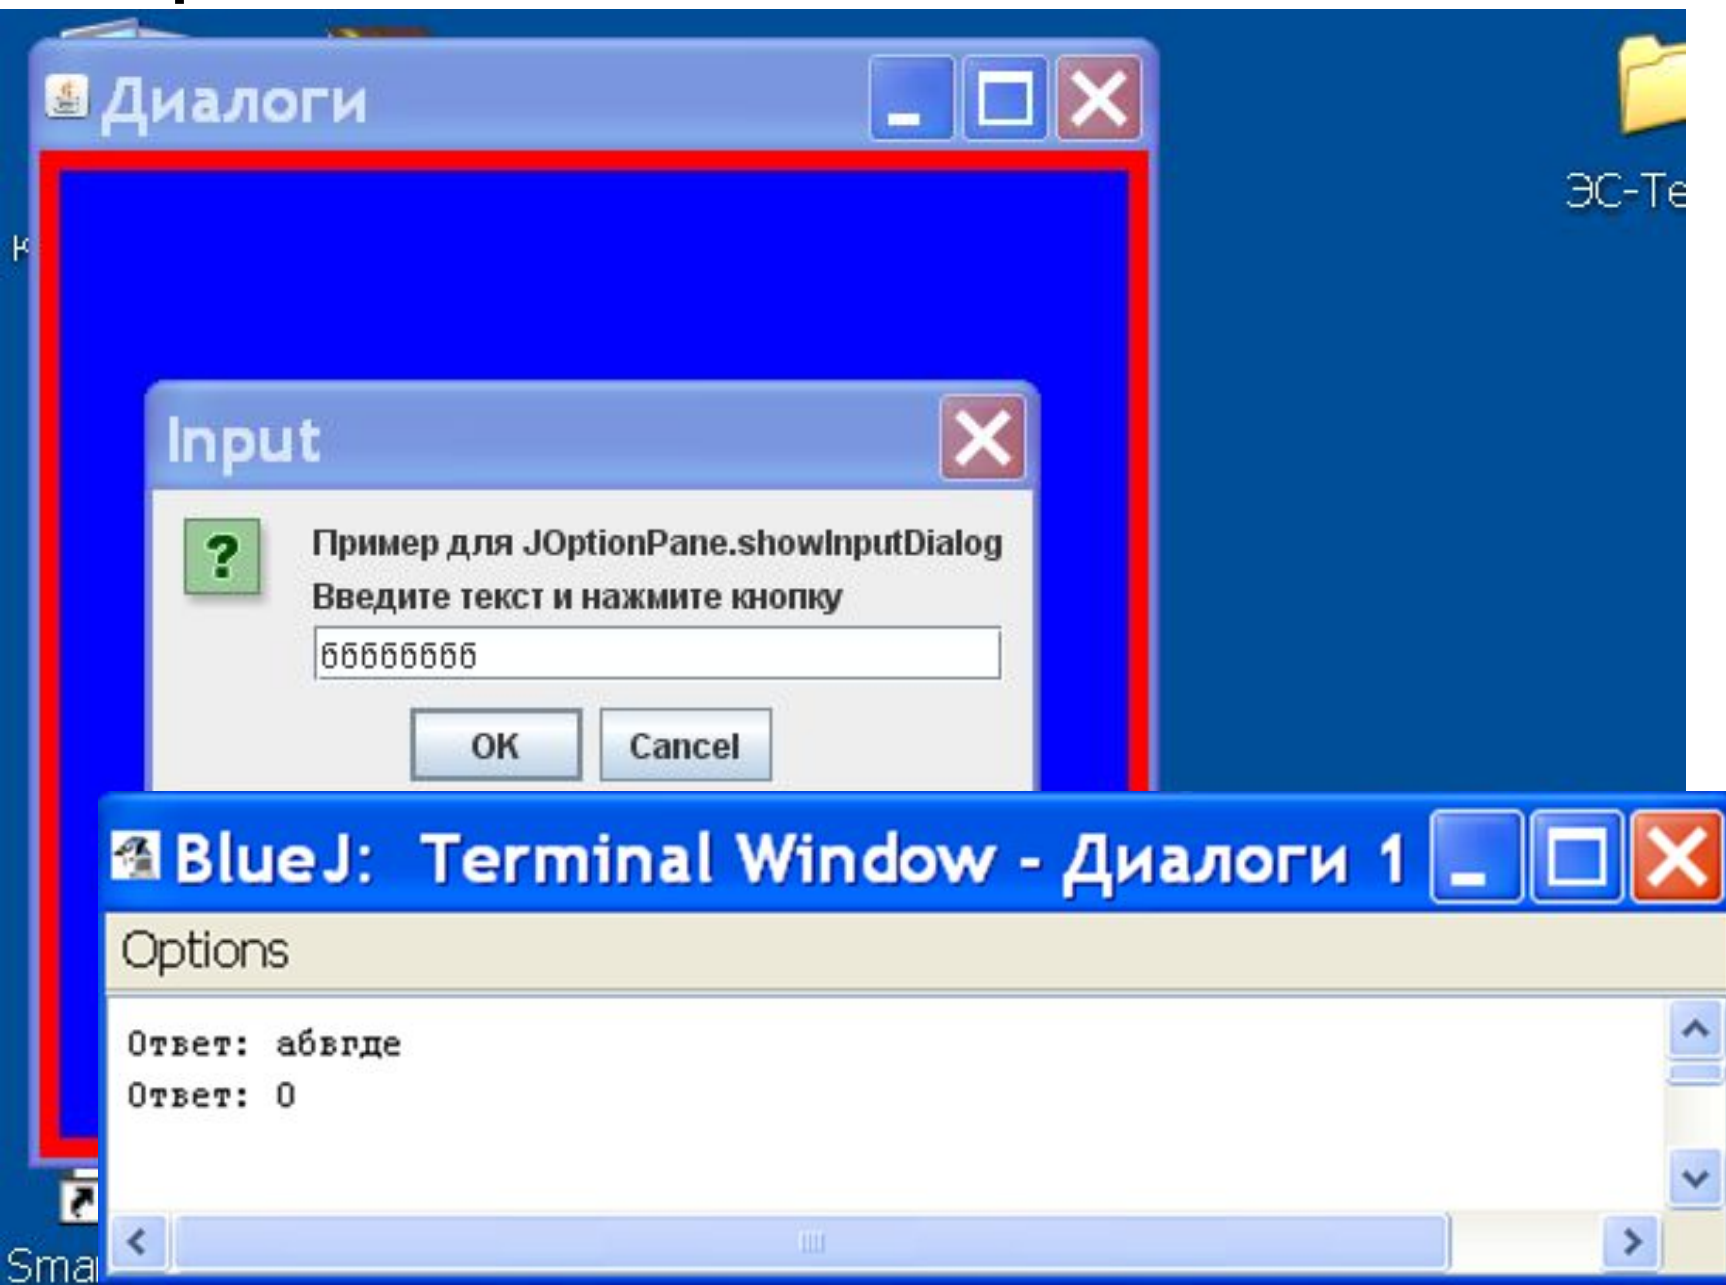 Диалоги
ЭС-Те
Input
?
Пример для JOptionPane.showInputDialog
Введите текст и нажмите кнопку
бббббббб
OK Cancel
BlueJ: Terminal Window - Диалоги 1
Options
Ответ: абвгде
Ответ: 0
Sma